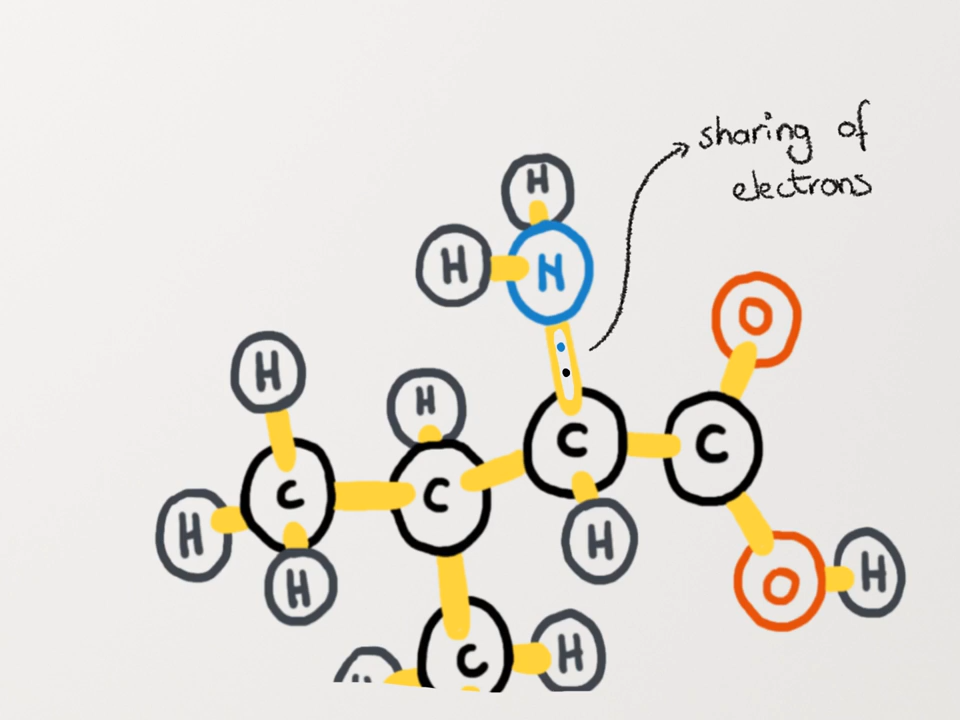 sharing of
electrons
H
H N
O
H
H
C C
C C
H H
H
O H
C H